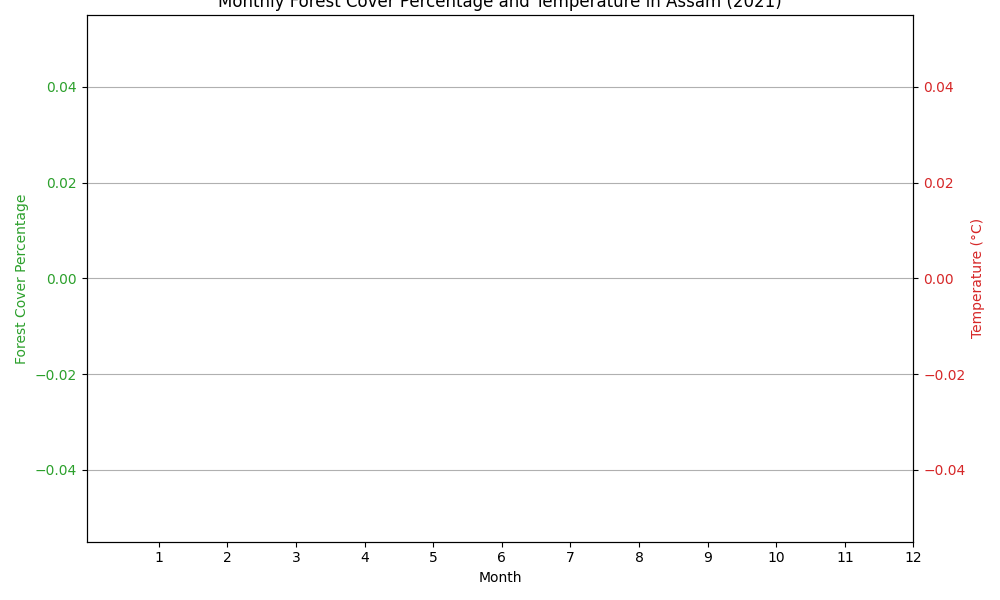 Monthly Forest Cover Percentage and Temperature in Assam (2021)
0.04
0.02
0.00
−0.02
−0.04
Forest Cover Percentage
0.04
0.02
0.00
−0.02
−0.04
Temperature (°C)
1 2 3 4 5 6 7 8 9 10 11 12
Month